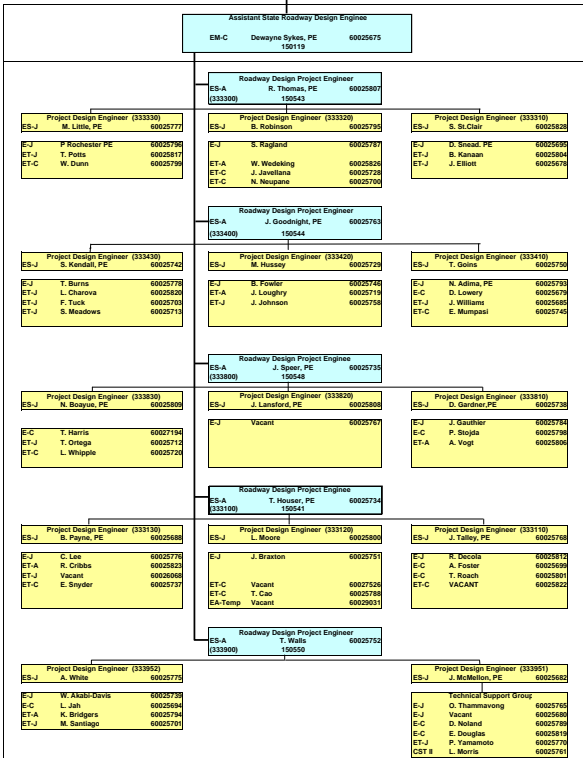 Assistant State Roadway Design Enginee
EM-C Dewayne Sykes, PE 60025675
150119
Roadway Design Project Engineer
ES-A R. Thomas, PE 60025807
(333300) 150543
Project Design Engineer (333330)
ES-J M. Little, PE 60025777
E-J P Rochester PE 60025796
ET-J T. Potts 60025817
ET-C W. Dunn 60025799
Project Design Engineer (333320)
ES-J B. Robinson 60025795
E-J S. Ragland 60025787
ET-A W. Wedeking 60025826
ET-C J. Javellana 60025728
ET-C N. Neupane 60025700
Project Design Engineer (333310)
ES-J S. St.Clair 60025828
E-J D. Snead. PE 60025695
ET-J B. Kanaan 60025804
ET-J J. Elliott 60025678
Roadway Design Project Engineer
ES-A J. Goodnight, PE 60025763
(333400) 150544
Project Design Engineer (333430)
ES-J S. Kendall, PE 60025742
E-J T. Burns 60025778
ET-J L. Charova 60025820
ET-J F. Tuck 60025703
ET-J S. Meadows 60025713
Project Design Engineer (333420)
ES-J M. Hussey 60025729
E-J B. Fowler 60025746
ET-A J. Loughry 60025719
ET-J J. Johnson 60025758
Project Design Engineer (333410)
ES-J T. Goins 60025750
E-J N. Adima, PE 60025793
E-C D. Lowery 60025679
ET-J J. Williams 60025685
ET-C E. Mumpasi 60025745
Roadway Design Project Enginee
ES-A J. Speer, PE 60025735
(333800) 150548
Project Design Engineer (333830)
ES-J N. Boayue, PE 60025809
E-C T. Harris 60027194
ET-J T. Ortega 60025712
ET-C L. Whipple 60025720
Project Design Engineer (333820)
ES-J J. Lansford, PE 60025808
E-J Vacant 60025767
Project Design Engineer (333810)
ES-J D. Gardner,PE 60025738
E-J J. Gauthier 60025784
E-C P. Stojda 60025798
ET-A A. Vogt 60025806
Roadway Design Project Enginee
ES-A T. Houser, PE 60025734
(333100) 150541
Project Design Engineer (333130)
ES-J B. Payne, PE 60025688
E-J C. Lee 60025776
ET-A R. Cribbs 60025823
ET-J Vacant 60026068
ET-C E. Snyder 60025737
Project Design Engineer (333120)
ES-J L. Moore 60025800
E-J J. Braxton 60025751
ET-C Vacant 60027526
ET-C T. Cao 60025788
EA-Temp Vacant 60029031
Project Design Engineer (333110)
ES-J J. Talley, PE 60025768
E-J R. Decola 60025812
E-C A. Foster 60025699
E-C T. Roach 60025801
ET-C VACANT 60025822
Roadway Design Project Enginee
ES-A T. Walls 60025752
(333900) 150550
Project Design Engineer (333952)
ES-J A. White 60025775
E-J W. Akabi-Davis 60025739
E-C L. Jah 60025694
ET-A K. Bridgers 60025794
ET-J M. Santiago 60025701
Project Design Engineer (333951)
ES-J J. McMellon, PE 60025682
Technical Support Group
E-J O. Thammavong 60025765
E-J Vacant 60025680
E-C D. Noland 60025789
E-C E. Douglas 60025819
ET-J P. Yamamoto 60025770
CST II L. Morris 60025761